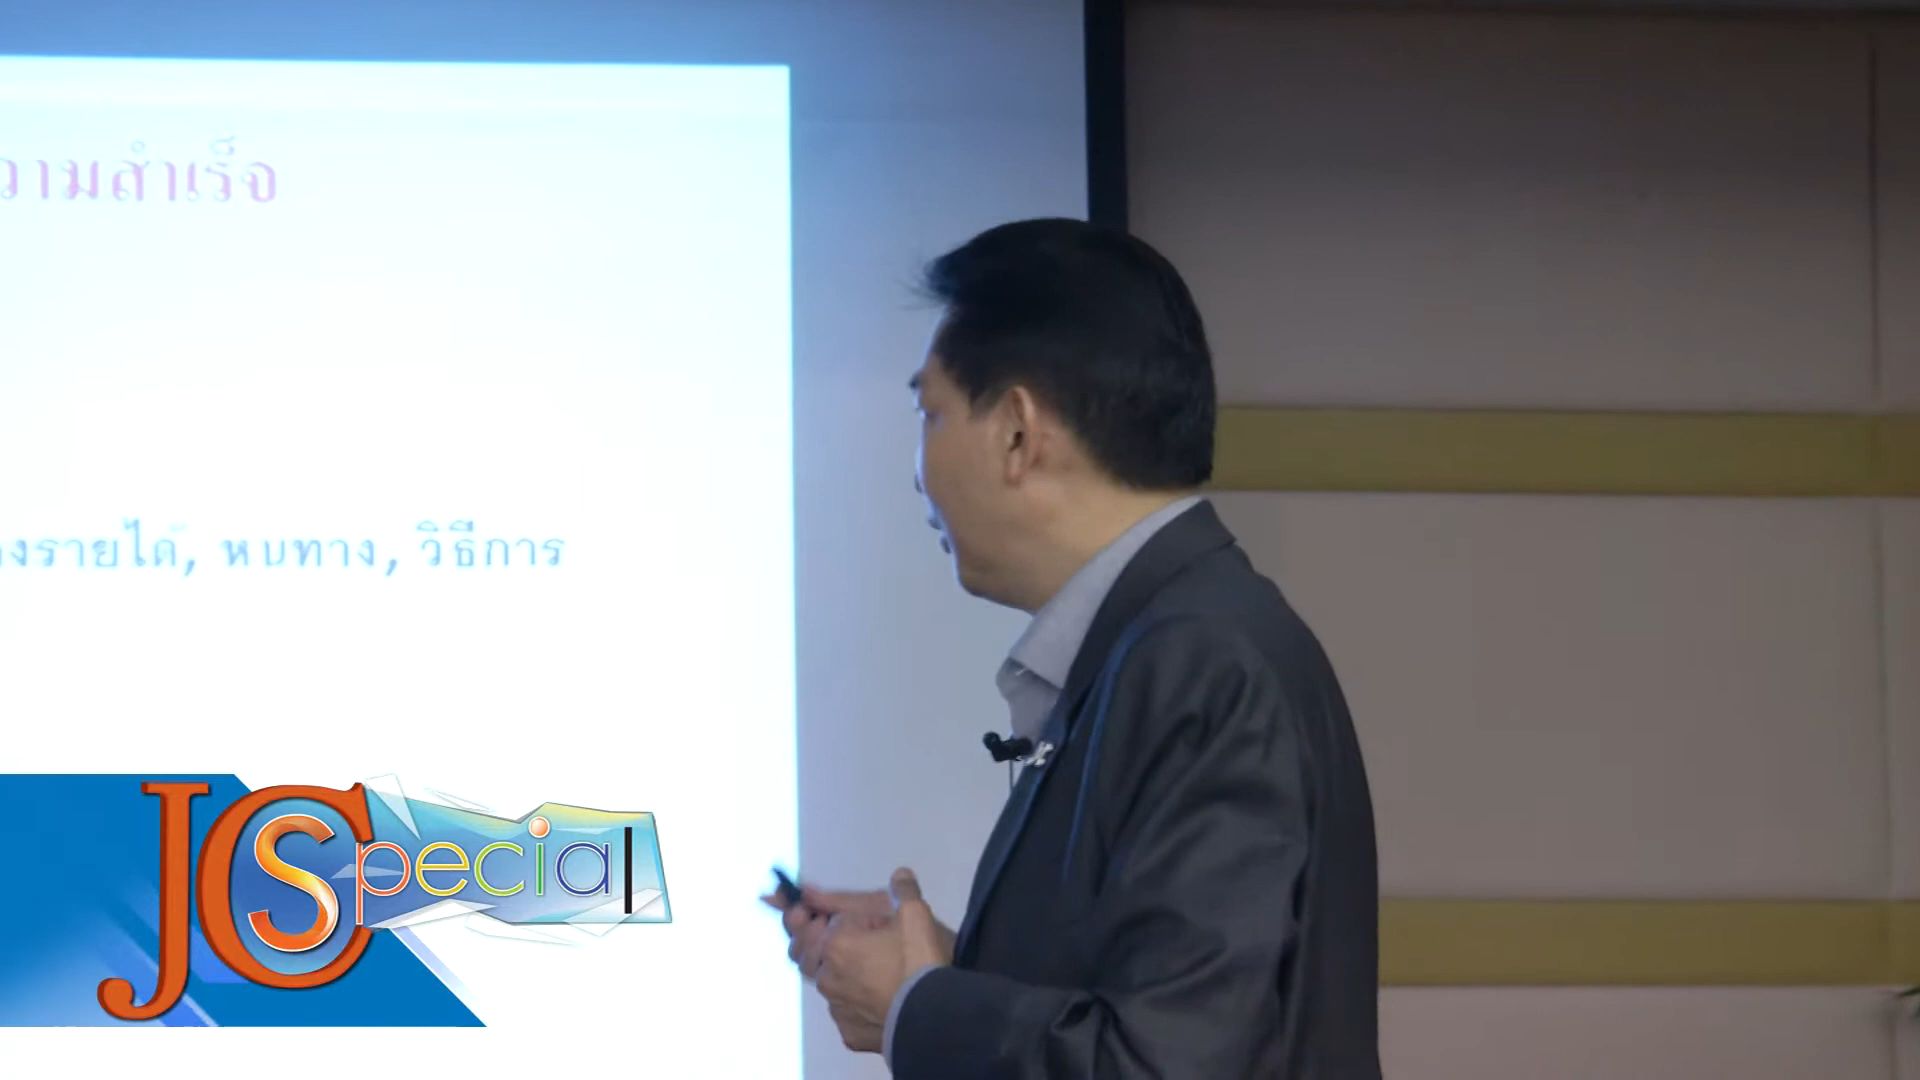 วามสำเร็จ
งรายได้, หนทาง, วิธีการ
JC Special